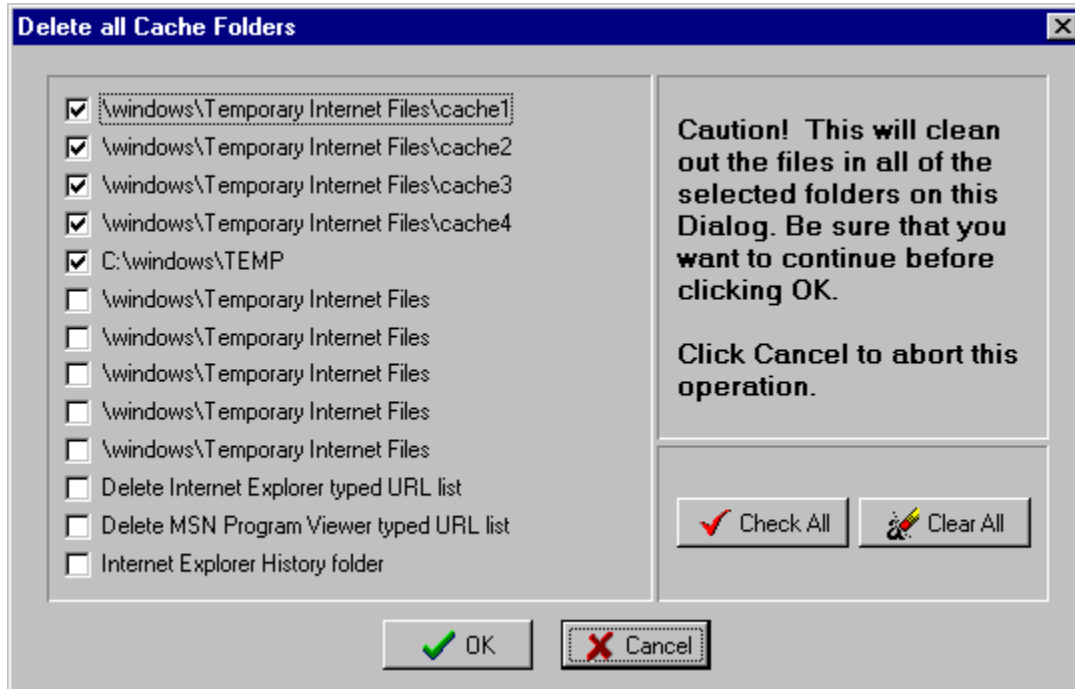 Delete all Cache Folders
\windows\Temporary Internet Files\cache1
\windows\Temporary Internet Files\cache2
\windows\Temporary Internet Files\cache3
\windows\Temporary Internet Files\cache4
C:\windows\TEMP
\windows\Temporary Internet Files
\windows\Temporary Internet Files
\windows\Temporary Internet Files
\windows\Temporary Internet Files
\windows\Temporary Internet Files
Delete Internet Explorer typed URL list
Delete MSN Program Viewer typed URL list
Internet Explorer History folder
Caution!  This will clean
out the files in all of the
selected folders on this
Dialog. Be sure that you
want to continue before
clicking OK.
Click Cancel to abort this
operation.
Check All
Clear All
OK
Cancel